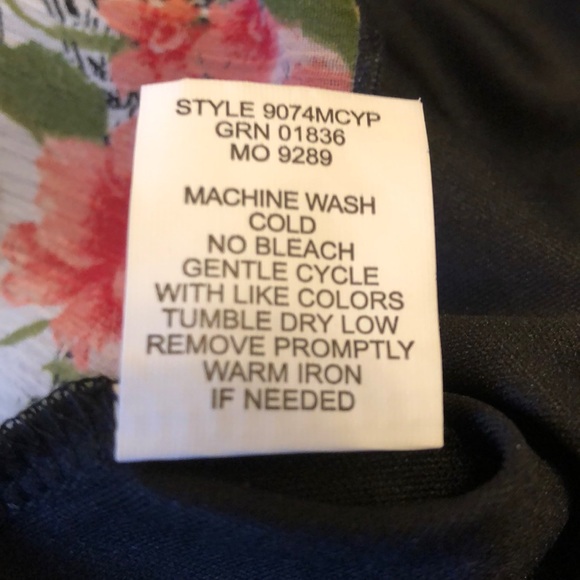 STYLE 9074MCYP
GRN 01836
MO 9289
MACHINE WASH
COLD
NO BLEACH
GENTLE CYCLE
WITH LIKE COLORS
TUMBLE DRY LOW
REMOVE PROMPTLY
WARM IRON
IF NEEDED